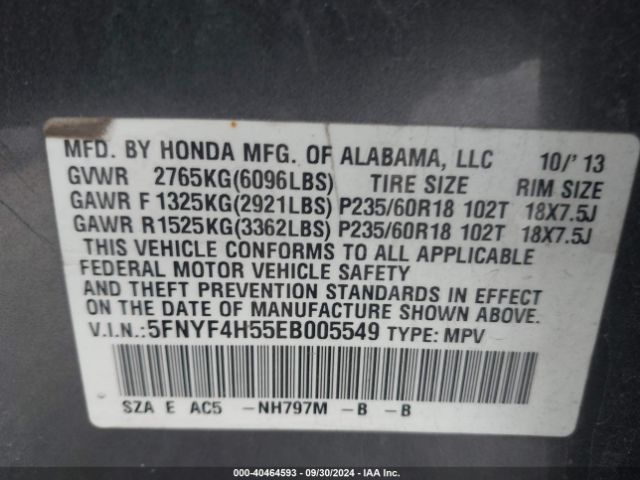 MFD. BY HONDA MFG. OF ALABAMA, LLC 10/'13
GVWR 2765KG(6096LBS) TIRE SIZE RIM SIZE
GAWR F 1325KG(2921LBS) P235/60R18 102T 18X7.5J
GAWR R1525KG(3362LBS) P235/60R18 102T 18X7.5J
THIS VEHICLE CONFORMS TO ALL APPLICABLE
FEDERAL MOTOR VEHICLE SAFETY
AND THEFT PREVENTION STANDARDS IN EFFECT
ON THE DATE OF MANUFACTURE SHOWN ABOVE.
V.I.N.:5FNYF4H55EB005549 TYPE: MPV
SZA E AC5 -NH797M -B -B
000-40464593 - 09/30/2024 - IAA Inc.